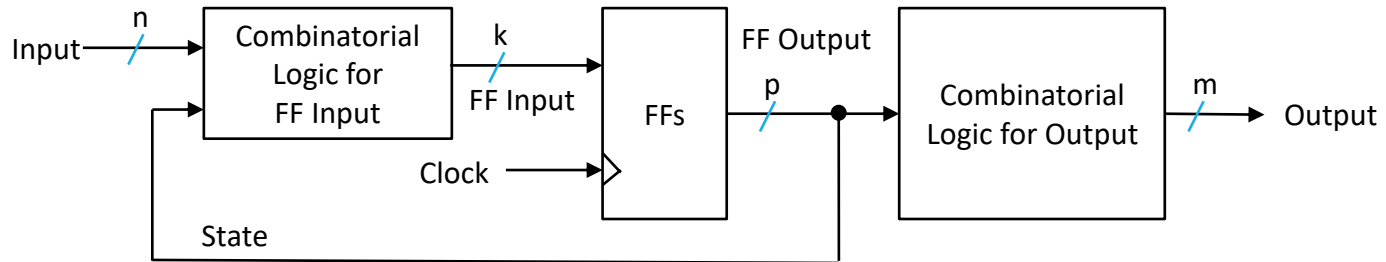 n
Input
Combinatorial
Logic for
FF Input
k
FF Input
Clock
FFs
FF Output
p
Combinatorial
Logic for Output
m
Output
State